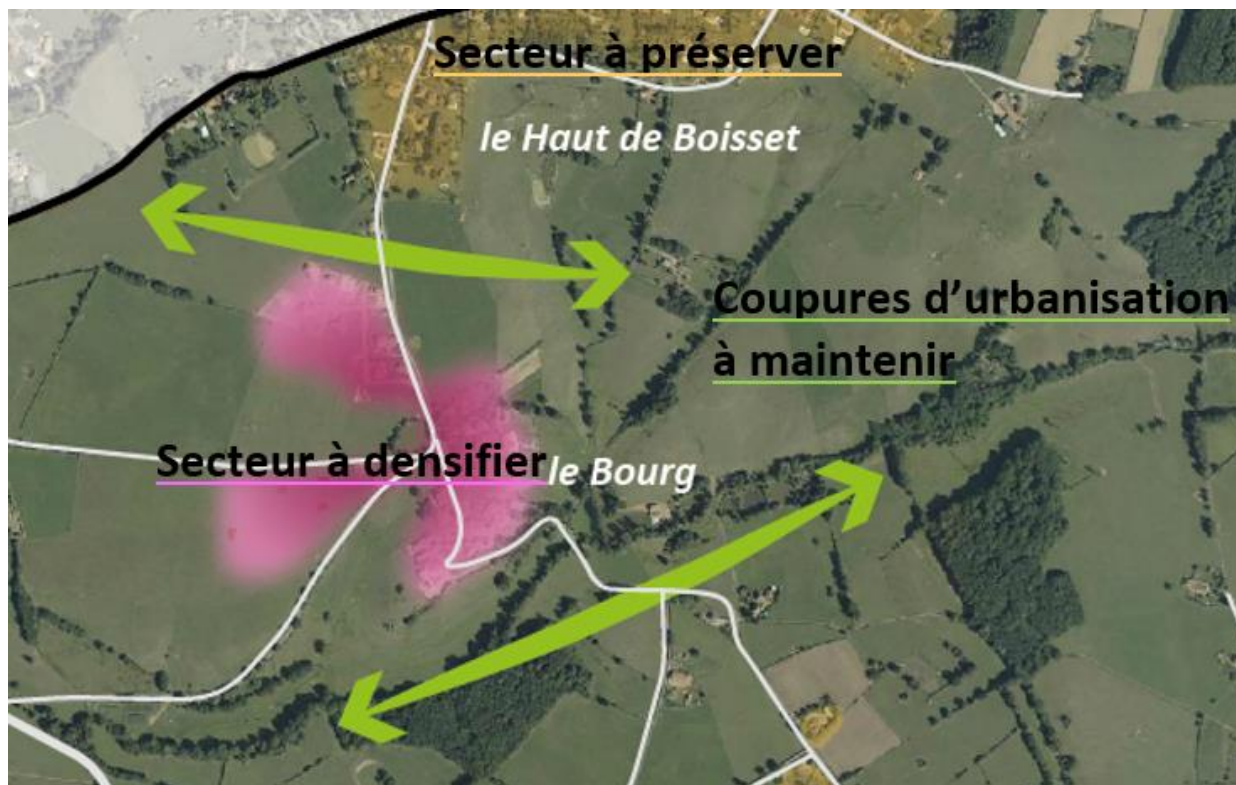 Secteur à préserver
le Haut de Boisset
Coupures d'urbanisation
à maintenir
Secteur à densifier
le Bourg